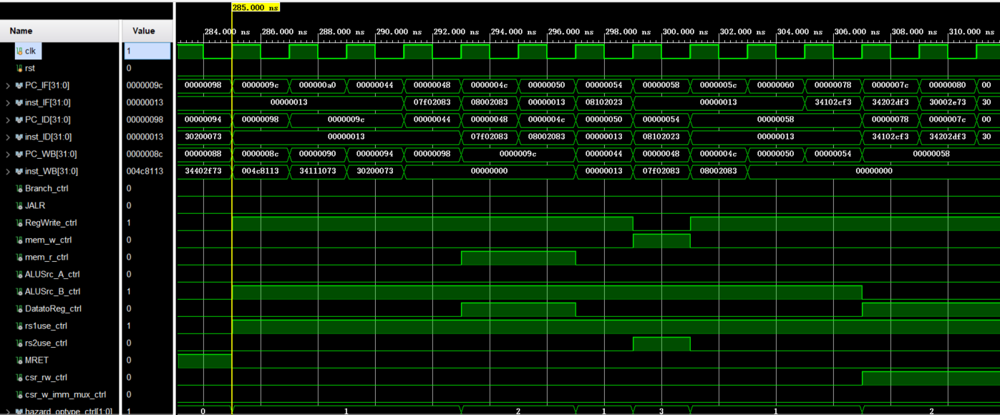 285.000 ns
Name Value
284.000 ns 286.000 ns 288.000 ns 290.000 ns 292.000 ns 294.000 ns 296.000 ns 298.000 ns 300.000 ns 302.000 ns 304.000 ns 306.000 ns 308.000 ns 310.000 ns
clk 1
rst 0
PC_IF[31:0] 0000009c 00000098 0000009c 000000a0 00000044 00000048 0000004c 00000050 00000054 00000058 0000005c 00000060 00000078 0000007c 00000080 00
inst_IF[31:0] 00000013 00000013 07f02083 08002083 00000013 08102023 00000013 34102cf3 34202df3 30002e73 30
PC_ID[31:0] 00000098 00000094 00000098 0000009c 00000044 00000048 0000004c 00000050 00000054 00000058 00000078 0000007c 00
inst_ID[31:0] 00000013 30200073 00000013 07f02083 08002083 00000013 08102023 00000013 34102cf3 34202df3 30
PC_WB[31:0] 0000008c 00000088 0000008c 00000090 00000094 00000098 0000009c 00000044 00000048 0000004c 00000050 00000054 00000058
inst_WB[31:0] 004c8113 34402f73 004c8113 34111073 30200073 00000000 00000013 07f02083 08002083 00000000
Branch_ctrl 0
JALR 0
RegWrite_ctrl 1
mem_w_ctrl 0
mem_r_ctrl 0
ALUSrc_A_ctrl 0
ALUSrc_B_ctrl 1
DatatoReg_ctrl 0
rs1use_ctrl 1
rs2use_ctrl 0
MRET 0
csr_rw_ctrl 0
csr_w_imm_mux_ctrl 0
hazard_optype_ctrl[1:0] 1 0 1 2 1 3 1 2